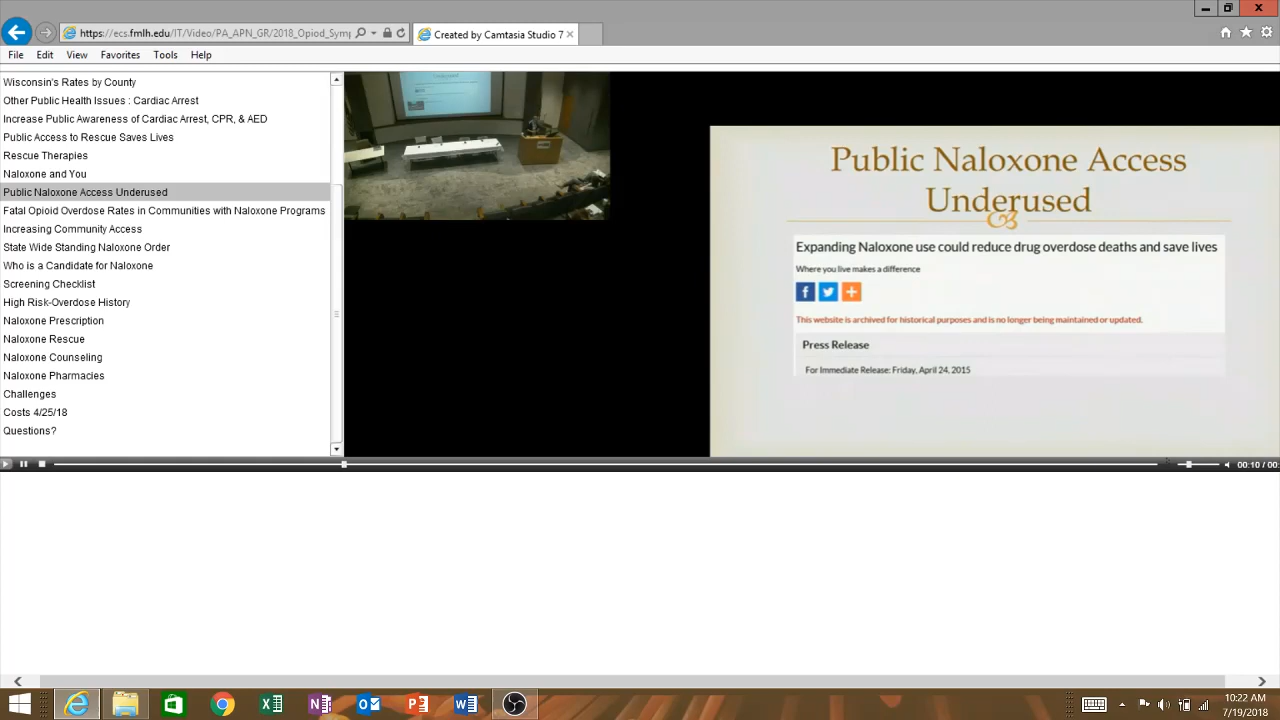 https://ecs.fmlh.edu/IT/Video/PA_APN_GR/2018_Opiod_Symp
Created by Camtasia Studio 7
File Edit View Favorites Tools Help
Wisconsin's Rates by County
Other Public Health Issues : Cardiac Arrest
Increase Public Awareness of Cardiac Arrest, CPR, & AED
Public Access to Rescue Saves Lives
Rescue Therapies
Naloxone and You
Public Naloxone Access Underused
Fatal Opioid Overdose Rates in Communities with Naloxone Programs
Increasing Community Access
State Wide Standing Naloxone Order
Who is a Candidate for Naloxone
Screening Checklist
High Risk-Overdose History
Naloxone Prescription
Naloxone Rescue
Naloxone Counseling
Naloxone Pharmacies
Challenges
Costs 4/25/18
Questions?
Public Naloxone Access
Underused
Expanding Naloxone use could reduce drug overdose deaths and save lives
Where you live makes a difference
This website is archived for historical purposes and is no longer being maintained or updated.
Press Release
For Immediate Release: Friday, April 24, 2015
00:10 / 00:
10:22 AM
7/19/2018